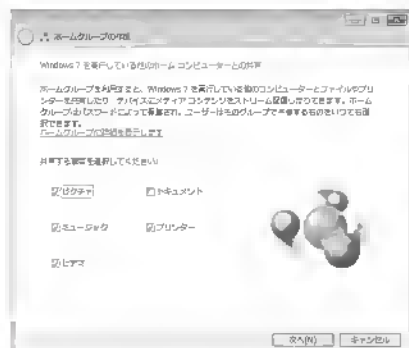 ホームグループの作成
Windows 7 を実行している他のホーム コンピューターとの共有
ホームグループを利用すると、Windows 7 を実行している他のコンピューターとファイルやプリ
ンターを共有したり、デバイスにメディア コンテンツをストリーム配信したりできます。ホーム
グループはパスワードによって保護され、ユーザーはそのグループで共有するものをいつでも選
択できます。
ホームグループの詳細を表示します
共有する項目を選択してください:
ピクチャ ドキュメント
ミュージック プリンター
ビデオ
次へ(N) キャンセル